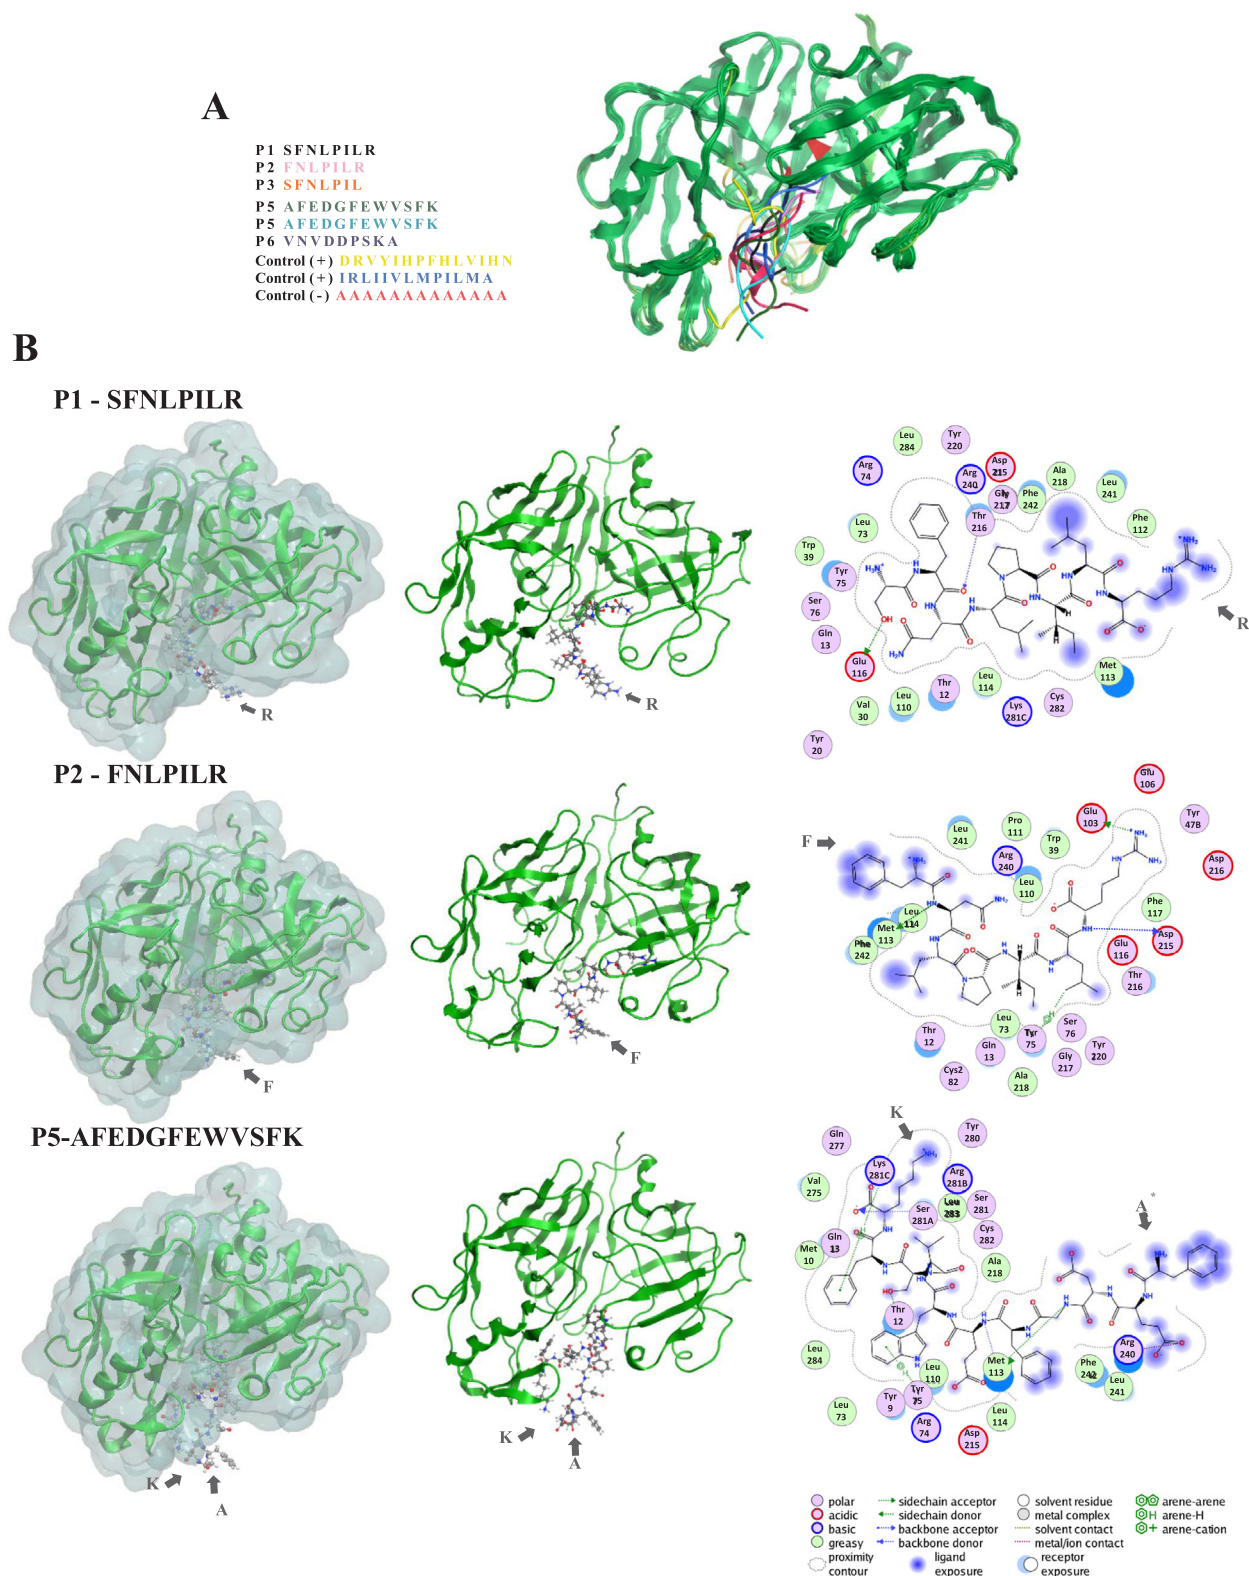 A
P1 SFNLPILR
P2 FNLPILR
P3 SFNLPIL
P5 AFEDGFEWVSFK
P5 AFEDGFEWVSFK
P6 VNVDDPSKA
Control (+) DRVYIHPFHLVIHN
Control (+) IRLIIVLMPILMA
Control (-) AAAAAAAAAAAAA
B
P1 - SFNLPILR
Leu 284
Tyr 220
Arg 74
Arg 240
Asp 215
Ala 218
Leu 241
Gly 217
Phe 242
Thr 216
Phe 112
Leu 73
Trp 39
Tyr 75
Ser 76
Gln 13
Glu 116
Val 30
Leu 110
Thr 12
Leu 114
Lys 281C
Cys 282
Met 113
Tyr 20
R
R
R
P2 - FNLPILR
Glu 106
Glu 103
Tyr 47B
Leu 241
Pro 111
Trp 39
Arg 240
Leu 110
Asp 216
Phe 117
Leu 114
Met 113
Phe 242
Glu 116
Asp 215
Thr 216
Thr 12
Leu 73
Gln 13
Tyr 75
Ser 76
Gly 217
Tyr 220
Cys2 82
Ala 218
F
F
F
P5-AFEDGFEWVSFK
K
Gln 277
Tyr 280
Lys 281C
Arg 281B
Val 275
Ser 281A
Leu 283
Ser 281
Cys 282
Met 10
Gln 13
Ala 218
Thr 12
Leu 284
Leu 110
Met 113
Phe 242
Arg 240
Leu 241
Tyr 9
Tyr 75
Leu 73
Arg 74
Leu 114
Asp 215
A*
K
A
K
A
polar
acidic
basic
greasy
proximity contour
sidechain acceptor
sidechain donor
backbone acceptor
backbone donor
ligand exposure
solvent residue
metal complex
solvent contact
metal/ion contact
receptor exposure
arene-arene
arene-H
arene-cation